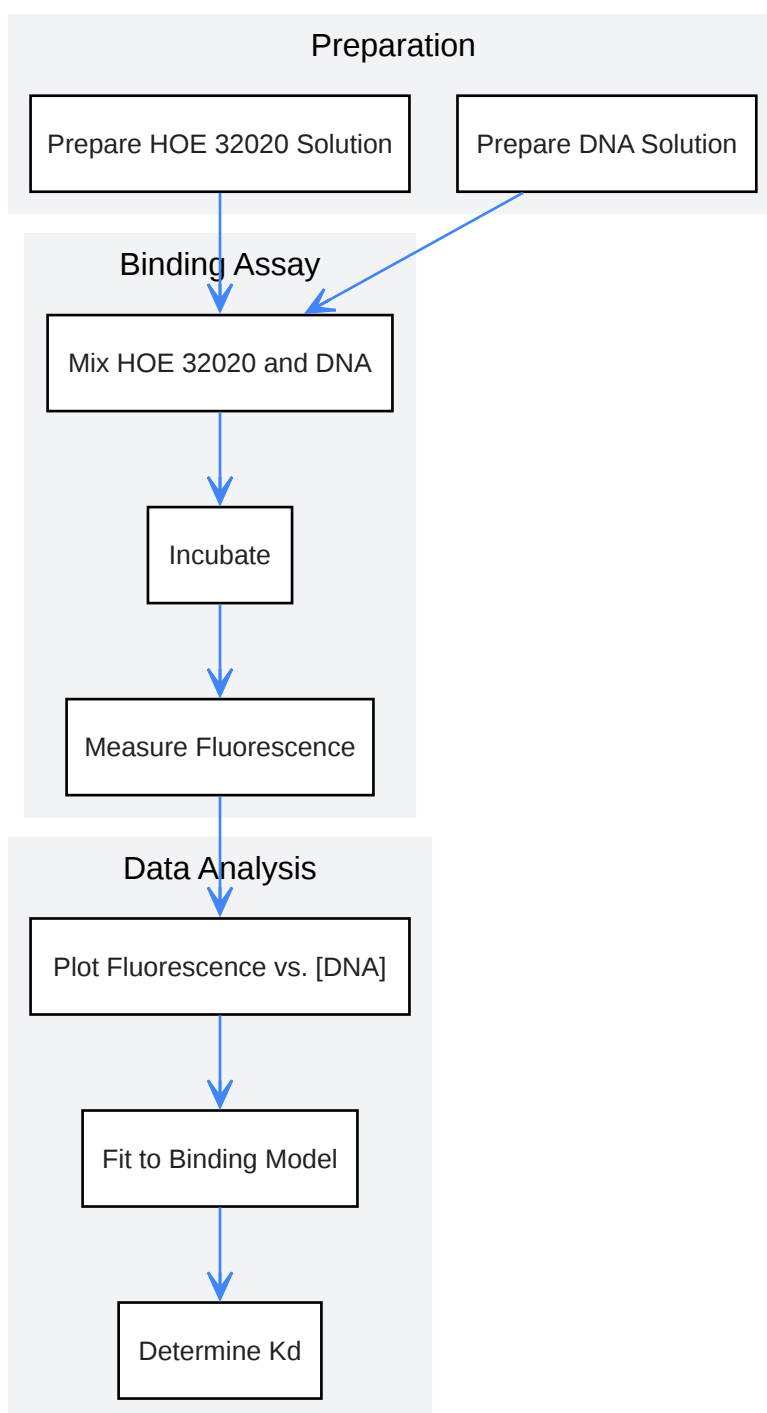 Preparation
Prepare HOE 32020 Solution
Prepare DNA Solution
Binding Assay
Mix HOE 32020 and DNA
Incubate
Measure Fluorescence
Data Analysis
Plot Fluorescence vs. [DNA]
Fit to Binding Model
Determine Kd